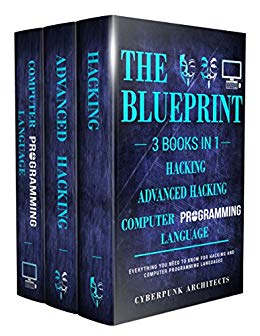 COMPUTER PROGRAMMING
LANGUAGE
ADVANCED HACKING
HACKING
THE
BLUEPRINT
3 BOOKS IN 1
HACKING
ADVANCED HACKING
COMPUTER PROGRAMMING
LANGUAGE
EVERYTHING YOU NEED TO KNOW FOR HACKING AND
COMPUTER PROGRAMMING LANGUAGES
CYBERPUNK ARCHITECTS